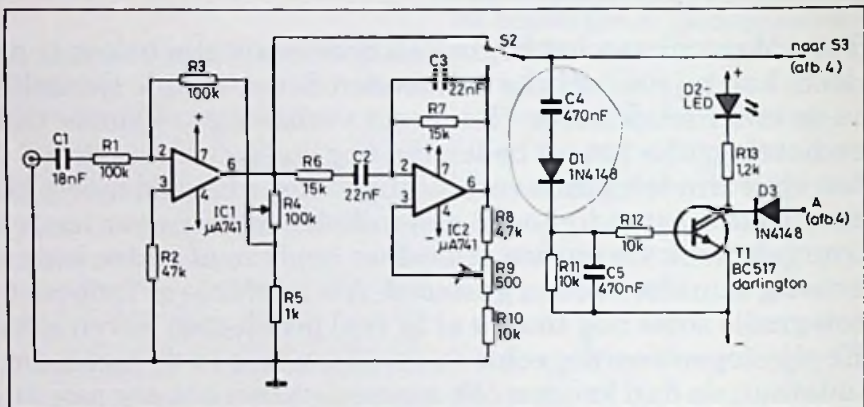 S2
naar S3
(afb.4)
C3
22nF
R3
100k
R7
15k
C4
470nF
D2-
LED
+
C1
18nF
R1
100k
2
3
+
7
6
4
-
IC1
µA741
R6
15k
C2
22nF
2
3
+
7
6
4
-
IC2
µA741
R4
100k
R8
4,7k
D1
1N4148
R13
1,2k
D3
1N4148
A
(afb.4)
R12
10k
R2
47k
R9
500
R11
10k
C5
470nF
T1
BC517
darlington
R5
1k
R10
10k
-